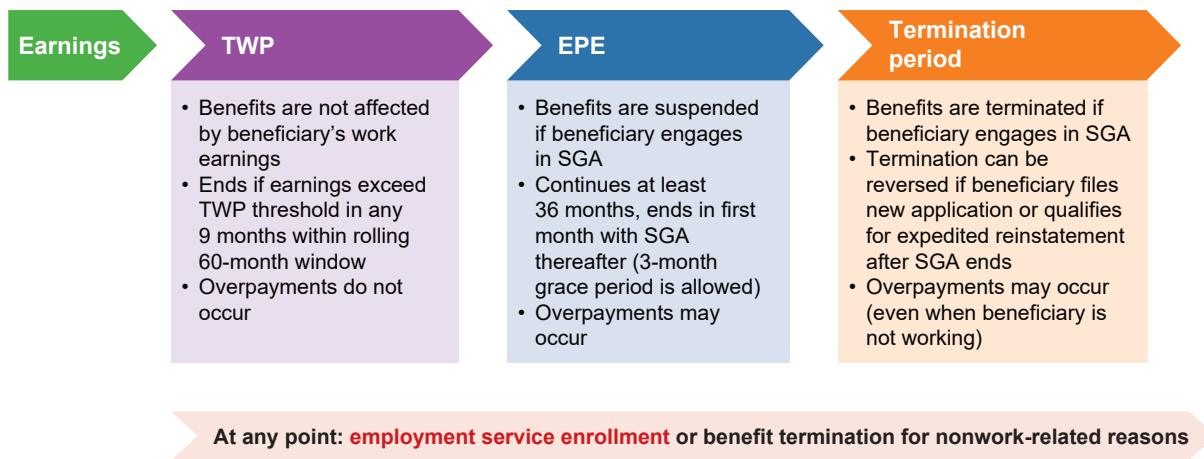 Earnings
TWP
• Benefits are not affected
by beneficiary's work
earnings
• Ends if earnings exceed
TWP threshold in any
9 months within rolling
60-month window
• Overpayments do not
occur
EPE
• Benefits are suspended
if beneficiary engages
in SGA
• Continues at least
36 months, ends in first
month with SGA
thereafter (3-month
grace period is allowed)
• Overpayments may
occur
Termination
period
• Benefits are terminated if
beneficiary engages in SGA
• Termination can be
reversed if beneficiary files
new application or qualifies
for expedited reinstatement
after SGA ends
• Overpayments may occur
(even when beneficiary is
not working)
At any point: employment service enrollment or benefit termination for nonwork-related reasons